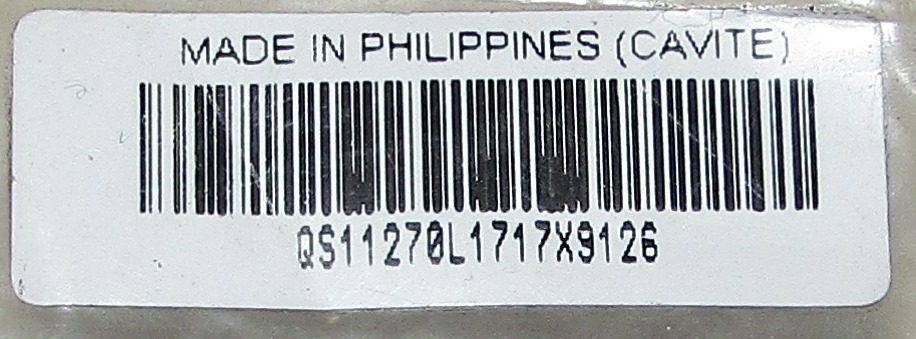 MADE IN PHILIPPINES (CAVITE)
QS11270L1717X9126